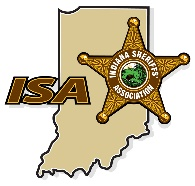 ISA
INDIANA SHERIFFS'
ASSOCIATION